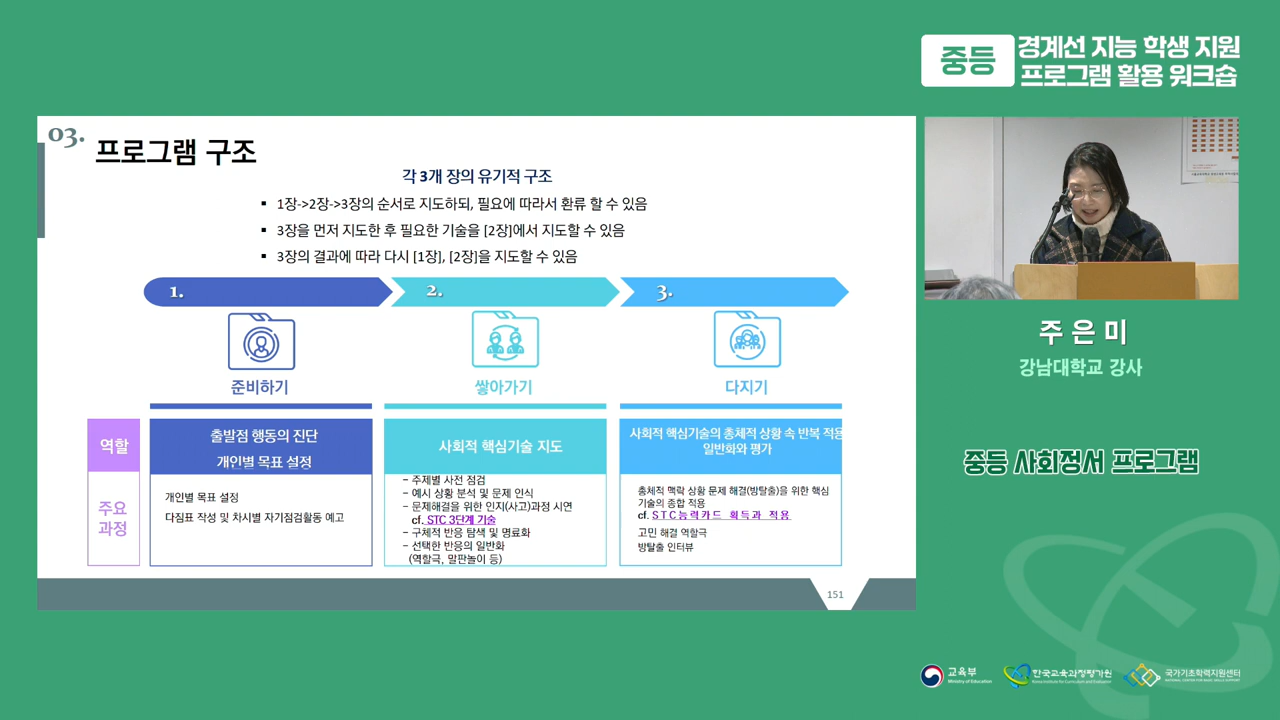 중등
경계선 지능 학생 지원
프로그램 활용 워크숍
03.
프로그램 구조
각 3개 장의 유기적 구조
▪ 1장->2장->3장의 순서로 지도하되, 필요에 따라서 환류 할 수 있음
▪ 3장을 먼저 지도한 후 필요한 기술을 [2장]에서 지도할 수 있음
▪ 3장의 결과에 따라 다시 [1장], [2장]을 지도할 수 있음
1.
2.
3.
준비하기
쌓아가기
다지기
역할
출발점 행동의 진단
개인별 목표 설정
사회적 핵심기술 지도
사회적 핵심기술의 총체적 상황 속 반복 적용
일반화와 평가
주요
과정
개인별 목표 설정
다짐표 작성 및 차시별 자기점검활동 예고
– 주제별 사전 점검
– 예시 상황 분석 및 문제 인식
– 문제해결을 위한 인지(사고)과정 시연
cf. STC 3단계 기술
– 구체적 반응 탐색 및 명료화
– 선택한 반응의 일반화
(역할극, 말판놀이 등)
총체적 맥락 상황 문제 해결(방탈출)을 위한 핵심
기술의 종합 적용
cf. STC능력카드 획득과 적용
고민 해결 역할극
방탈출 인터뷰
151
주은미
강남대학교 강사
중등 사회정서 프로그램
교육부
Ministry of Education
한국교육과정평가원
Korea Institute for Curriculum and Evaluation
국가기초학력지원센터
NATIONAL CENTER FOR BASIC SKILLS SUPPORT